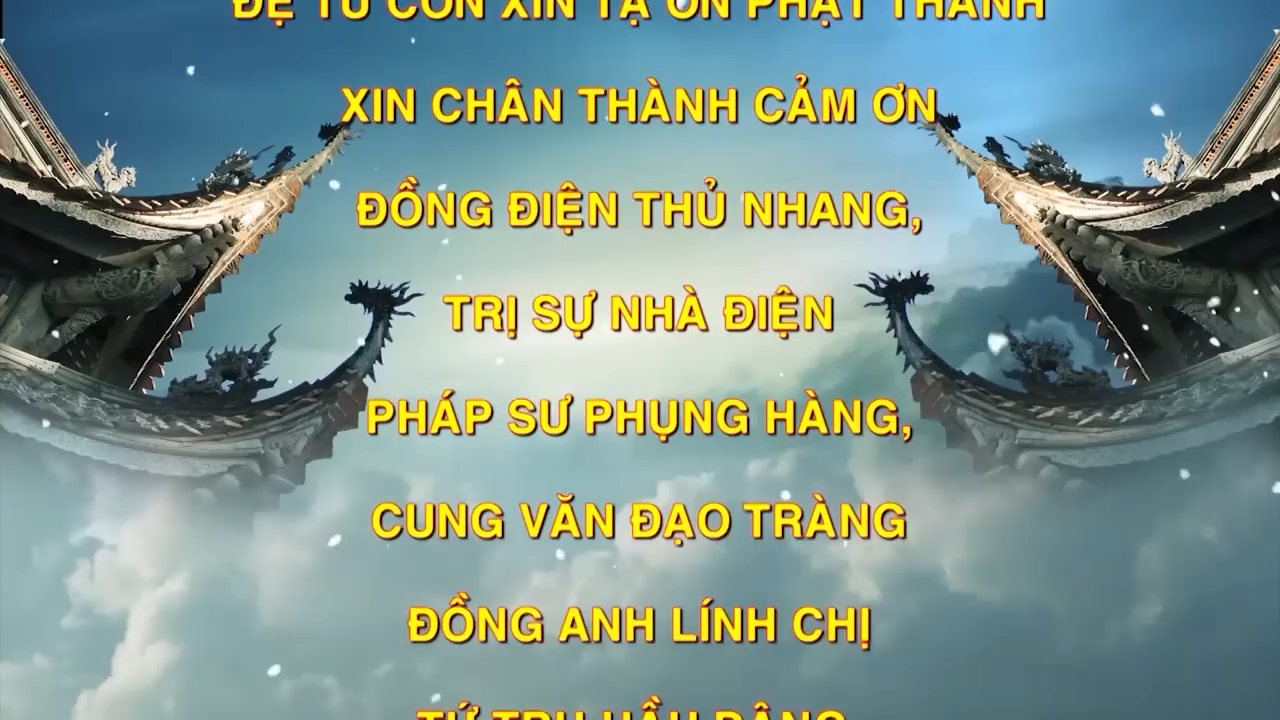 ĐỆ TỬ CON XIN TẠ ƠN PHẬT THÁNH
XIN CHÂN THÀNH CẢM ƠN
ĐỒNG ĐIỆN THỦ NHANG,
TRỊ SỰ NHÀ ĐIỆN
PHÁP SƯ PHỤNG HÀNG,
CUNG VĂN ĐẠO TRÀNG
ĐỒNG ANH LÍNH CHỊ
TỨ TRỤ HẦU DÂNG